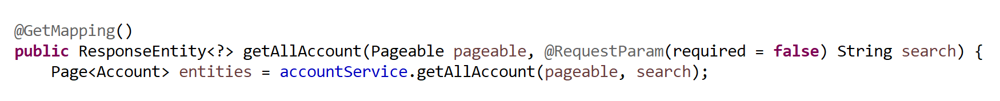 @GetMapping()
public ResponseEntity<?> getAllAccount(Pageable pageable, @RequestParam(required = false) String search) {
    Page<Account> entities = accountService.getAllAccount(pageable, search);